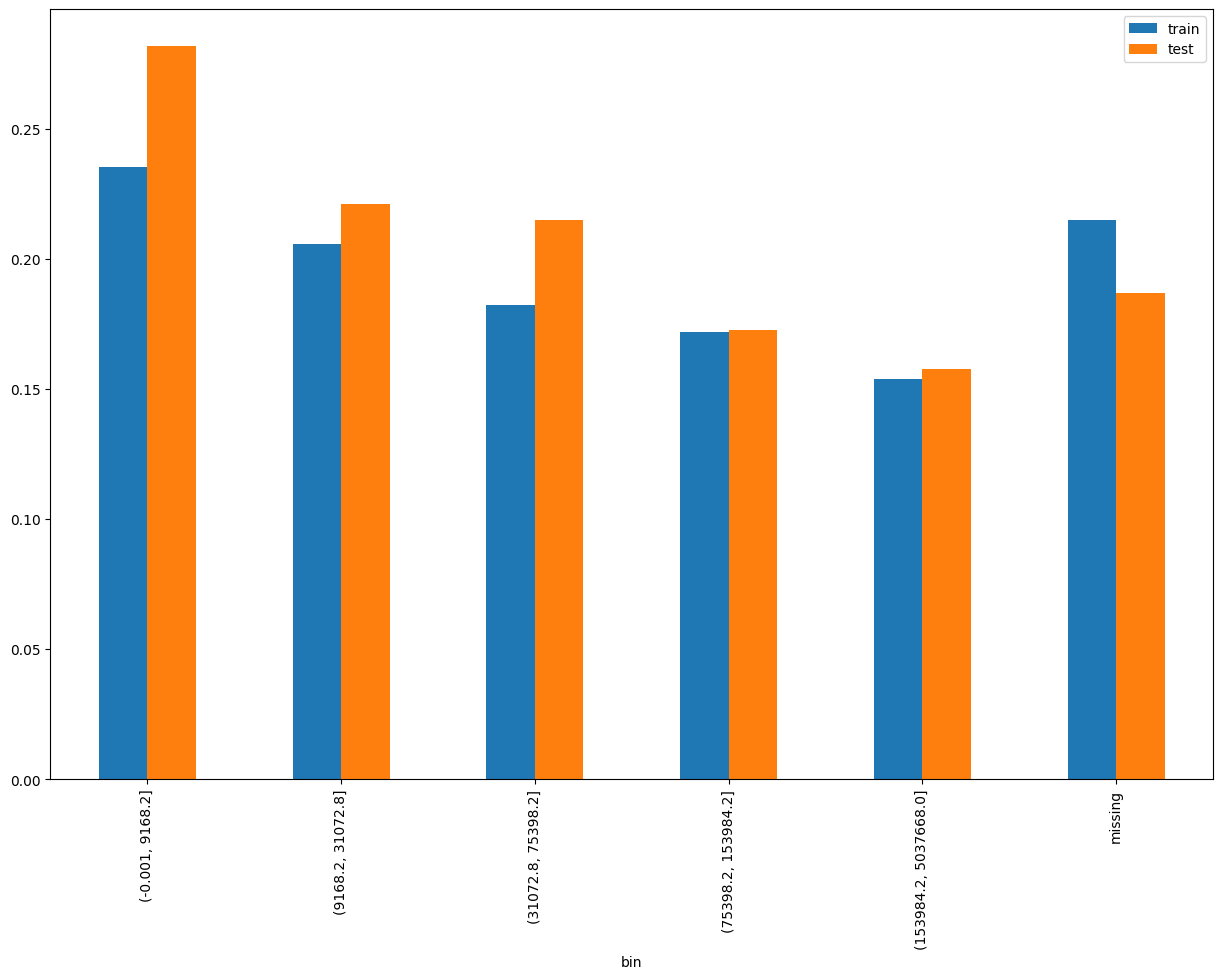 train
test
0.25
0.20
0.15
0.10
0.05
0.00
(-0.001, 9168.2]
(9168.2, 31072.8]
(31072.8, 75398.2]
(75398.2, 153984.2]
(153984.2, 5037668.0]
missing
bin